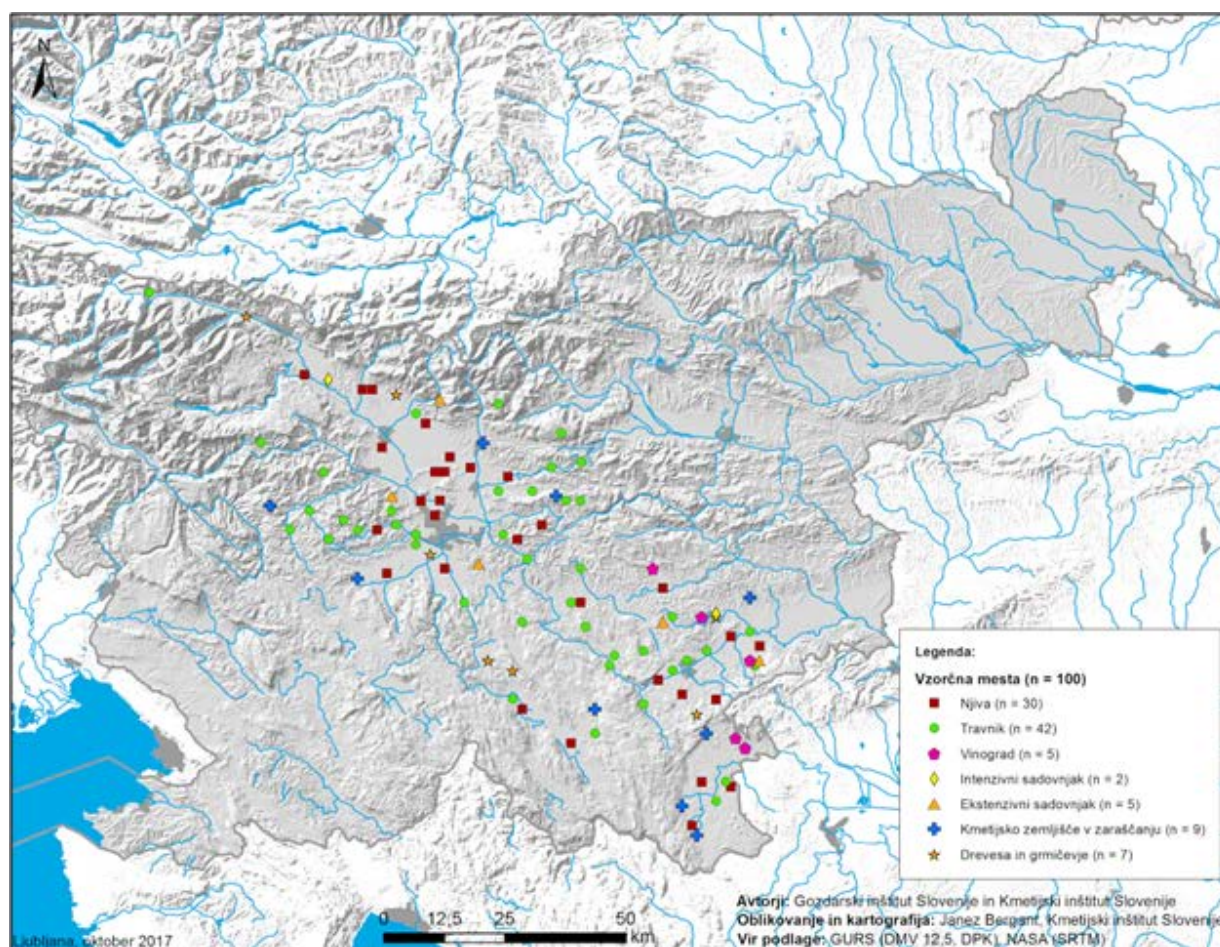 N
Legenda:
Vzorčna mesta (n = 100)
Njiva (n = 30)
Travnik (n = 42)
Vinograd (n = 5)
Intenzivni sadovnjak (n = 2)
Ekstenzivni sadovnjak (n = 5)
Kmetijsko zemljišče v zaraščanju (n = 9)
Drevesa in grmičevje (n = 7)
0 12,5 25 50
km
Ljubljana, oktober 2017
Avtorji: Gozdarski inštitut Slovenije in Kmetijski inštitut Slovenije
Oblikovanje in kartografija: Janez Bergant, Kmetijski inštitut Slovenije
Vir podlage: GURS (DMV 12,5, DPK), NASA (SRTM)